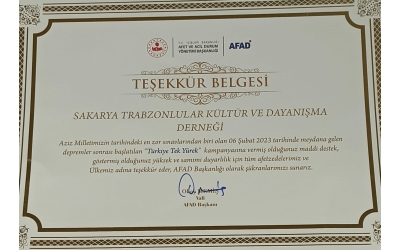 T.C. İÇİŞLERİ BAKANLIĞI
AFET VE ACİL DURUM
YÖNETİMİ BAŞKANLIĞI
AFAD
TEŞEKKÜR BELGESİ
SAKARYA TRABZONLULAR KÜLTÜR VE DAYANIŞMA
DERNEĞİ
Aziz Milletimizin tarihindeki en zor sınavlarından biri olan 06 Şubat 2023 tarihinde meydana gelen
depremler sonrası başlatılan "Türkiye Tek Yürek" kampanyasına vermiş olduğunuz maddi destek,
göstermiş olduğunuz yüksek ve samimi duyarlılık için tüm afetzedelerimiz ve
Ülkemiz adına teşekkür eder, AFAD Başkanlığı olarak şükranlarımızı sunarız.
Vali
AFAD Başkanı